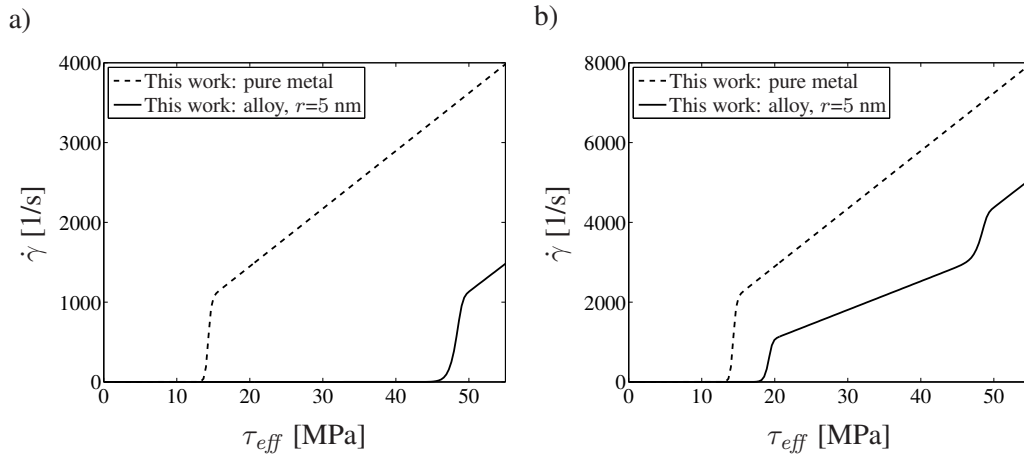 a)
This work: pure metal
This work: alloy, r=5 nm
4000
3000
2000
1000
0
γ̇ [1/s]
0 10 20 30 40 50
τ_eff [MPa]
b)
This work: pure metal
This work: alloy, r=5 nm
8000
6000
4000
2000
0
γ̇ [1/s]
0 10 20 30 40 50
τ_eff [MPa]